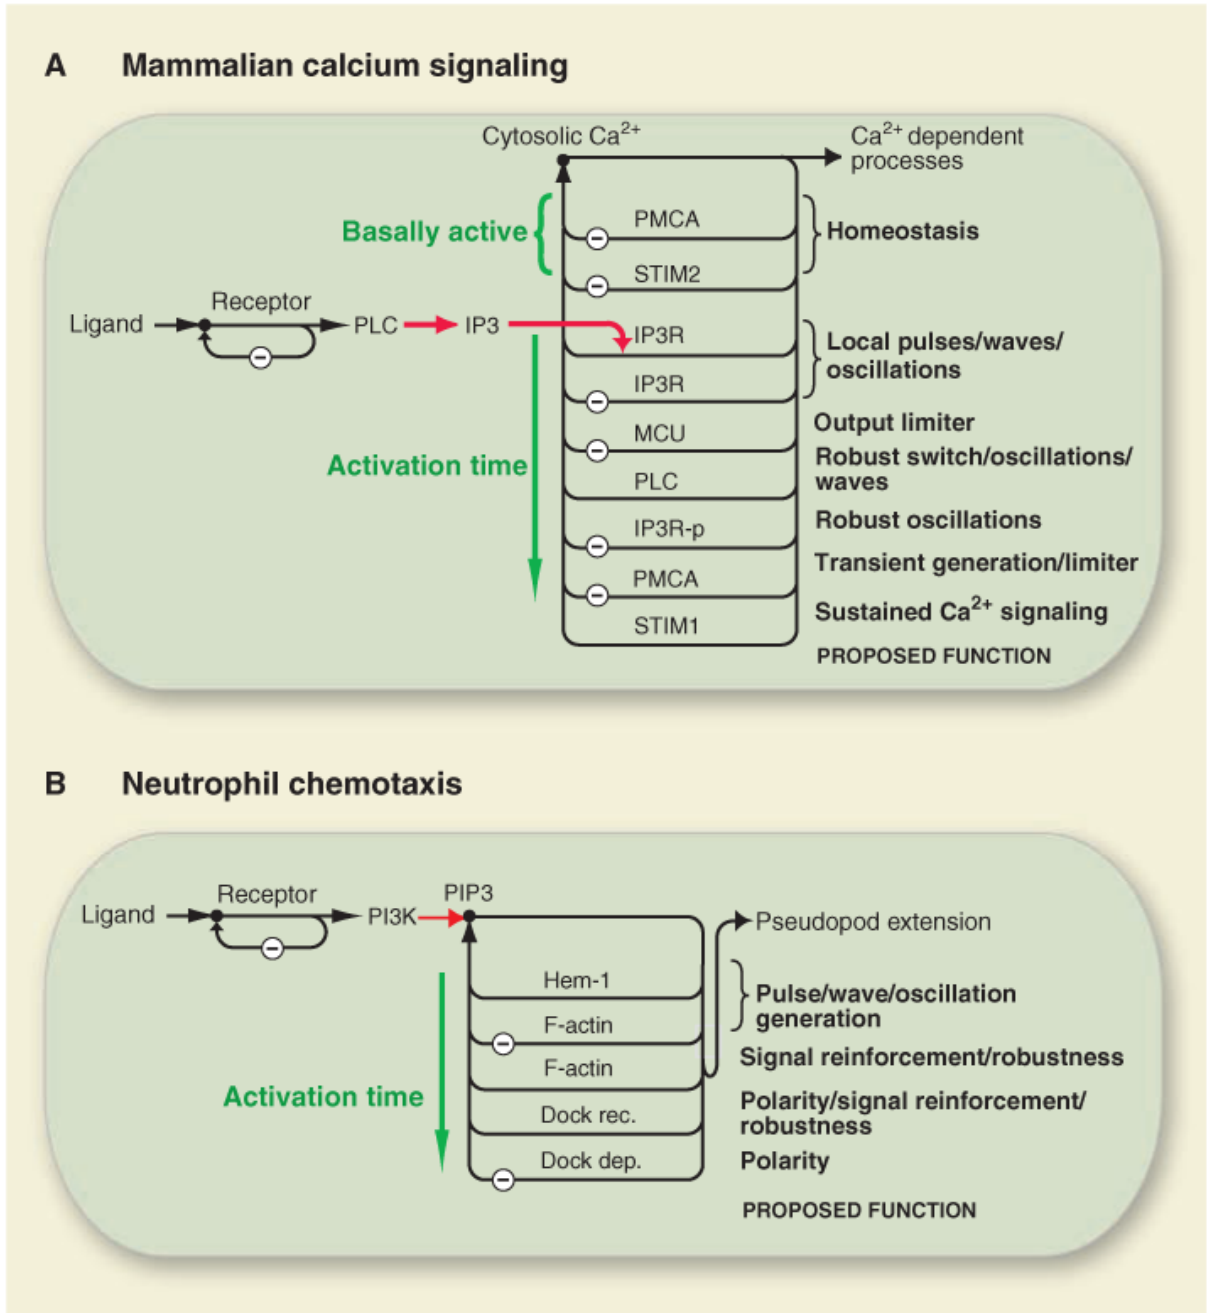 A Mammalian calcium signaling
Cytosolic Ca2+
Ca2+ dependent
processes
PMCA
Basally active
Homeostasis
STIM2
Receptor
Ligand
PLC
IP3
IP3R
Local pulses/waves/
oscillations
IP3R
Output limiter
MCU
Robust switch/oscillations/
waves
Activation time
PLC
Robust oscillations
IP3R-p
Transient generation/limiter
PMCA
Sustained Ca2+ signaling
STIM1
PROPOSED FUNCTION
B Neutrophil chemotaxis
Receptor
PIP3
Ligand
PI3K
Pseudopod extension
Hem-1
Pulse/wave/oscillation
generation
F-actin
Signal reinforcement/robustness
F-actin
Activation time
Polarity/signal reinforcement/
robustness
Dock rec.
Dock dep.
Polarity
PROPOSED FUNCTION